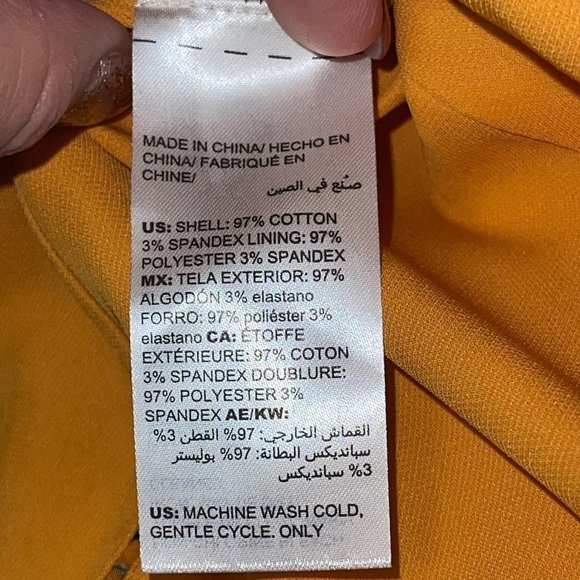 MADE IN CHINA/ HECHO EN
CHINA/ FABRIQUÉ EN
CHINE/
صُنع في الصين
US: SHELL: 97% COTTON
3% SPANDEX LINING: 97%
POLYESTER 3% SPANDEX
MX: TELA EXTERIOR: 97%
ALGODÓN 3% elastano
FORRO: 97% poliéster 3%
elastano CA: ÉTOFFE
EXTÉRIEURE: 97% COTON
3% SPANDEX DOUBLURE:
97% POLYESTER 3%
SPANDEX AE/KW:
القماش الخارجي: 97% القطن 3%
سبانديكس البطانة: 97% بوليستر
3% سبانديكس
US: MACHINE WASH COLD,
GENTLE CYCLE. ONLY